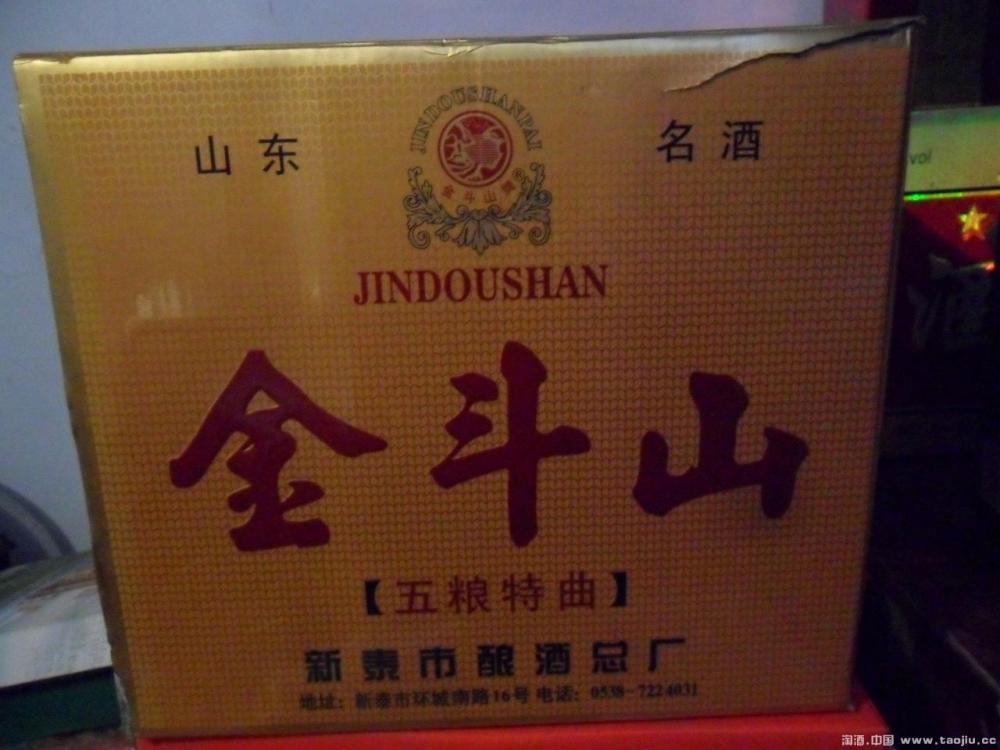 JINDOUSHANPAI
山东 名酒
金斗山牌
JINDOUSHAN
金斗山
【五粮特曲】
新泰市酿酒总厂
地址：新泰市环城南路16号 电话：0538-7224031
vol
酒
淘酒.中国 www.taojiu.cc